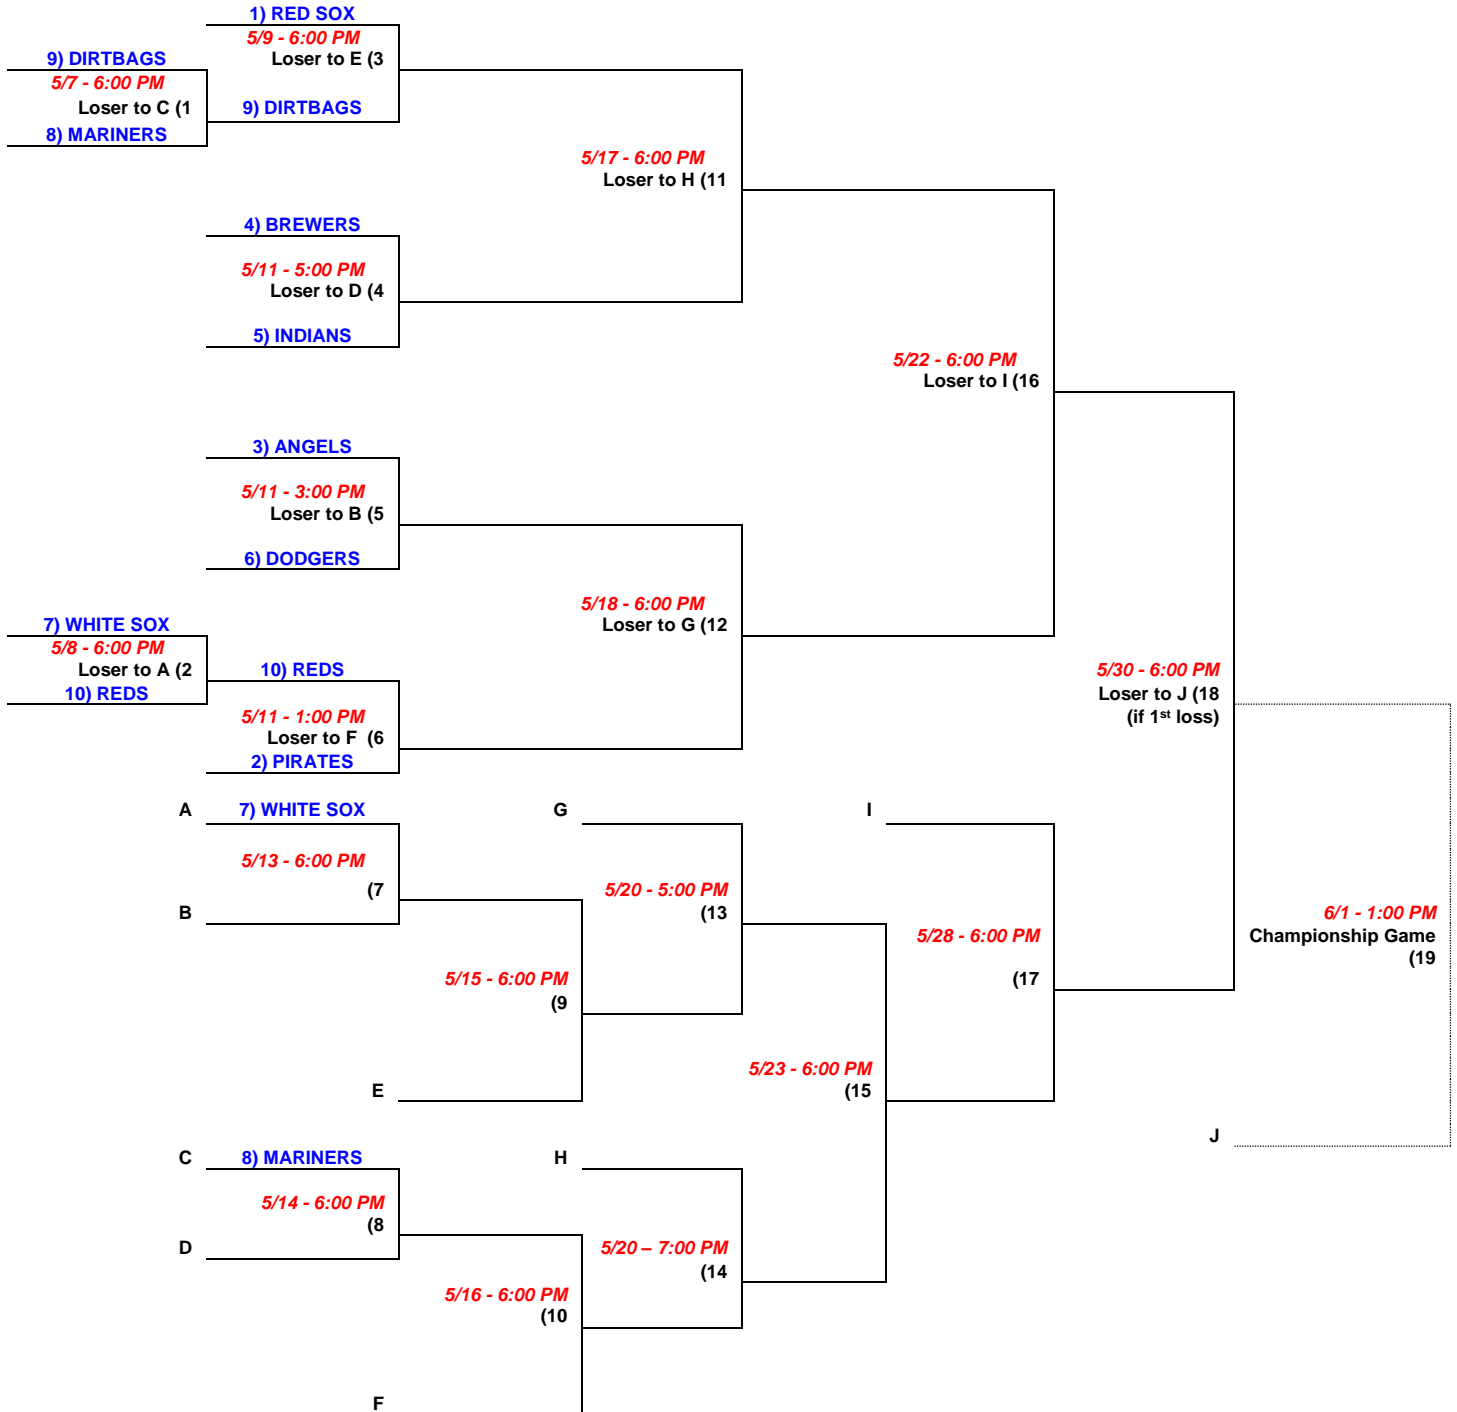 1) RED SOX
5/9 - 6:00 PM
Loser to E (3
9) DIRTBAGS
5/7 - 6:00 PM
Loser to C (1
9) DIRTBAGS
8) MARINERS
5/17 - 6:00 PM
Loser to H (11
4) BREWERS
5/11 - 5:00 PM
Loser to D (4
5) INDIANS
5/22 - 6:00 PM
Loser to I (16
3) ANGELS
5/11 - 3:00 PM
Loser to B (5
6) DODGERS
5/18 - 6:00 PM
Loser to G (12
7) WHITE SOX
5/8 - 6:00 PM
Loser to A (2
10) REDS
10) REDS
5/30 - 6:00 PM
Loser to J (18
(if 1st loss)
5/11 - 1:00 PM
Loser to F (6
2) PIRATES
A
7) WHITE SOX
G
I
5/13 - 6:00 PM
(7
5/20 - 5:00 PM
(13
B
6/1 - 1:00 PM
Championship Game
(19
5/28 - 6:00 PM
(17
5/15 - 6:00 PM
(9
5/23 - 6:00 PM
(15
E
J
C
8) MARINERS
H
5/14 - 6:00 PM
(8
D
5/20 – 7:00 PM
(14
5/16 - 6:00 PM
(10
F